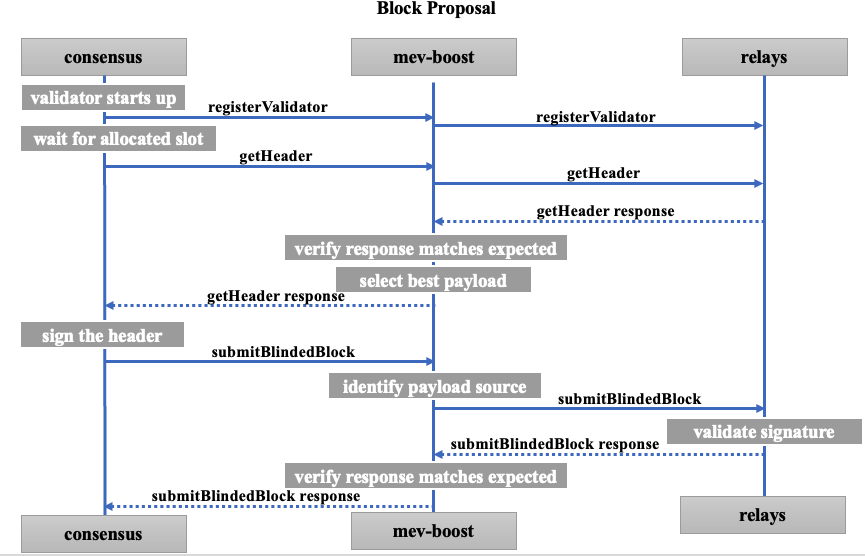 Block Proposal
consensus
mev-boost
relays
validator starts up
registerValidator
registerValidator
wait for allocated slot
getHeader
getHeader
getHeader response
verify response matches expected
select best payload
getHeader response
sign the header
submitBlindedBlock
identify payload source
submitBlindedBlock
validate signature
submitBlindedBlock response
verify response matches expected
submitBlindedBlock response
consensus
mev-boost
relays